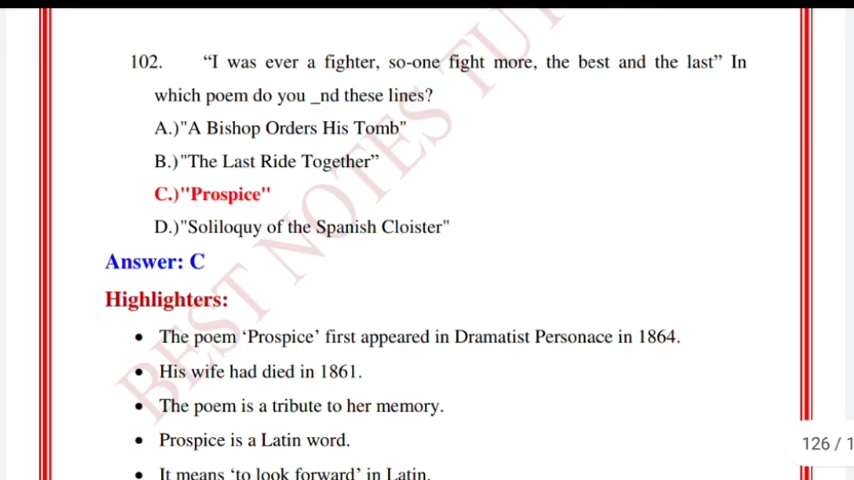 102. “I was ever a fighter, so-one fight more, the best and the last” In
which poem do you _nd these lines?
A.)"A Bishop Orders His Tomb"
B.)"The Last Ride Together”
C.)"Prospice"
D.)"Soliloquy of the Spanish Cloister"
Answer: C
Highlighters:
• The poem ‘Prospice’ first appeared in Dramatist Personace in 1864.
• His wife had died in 1861.
• The poem is a tribute to her memory.
• Prospice is a Latin word.
126 / 1
• It means ‘to look forward’ in Latin.
BEST NOTES TUT